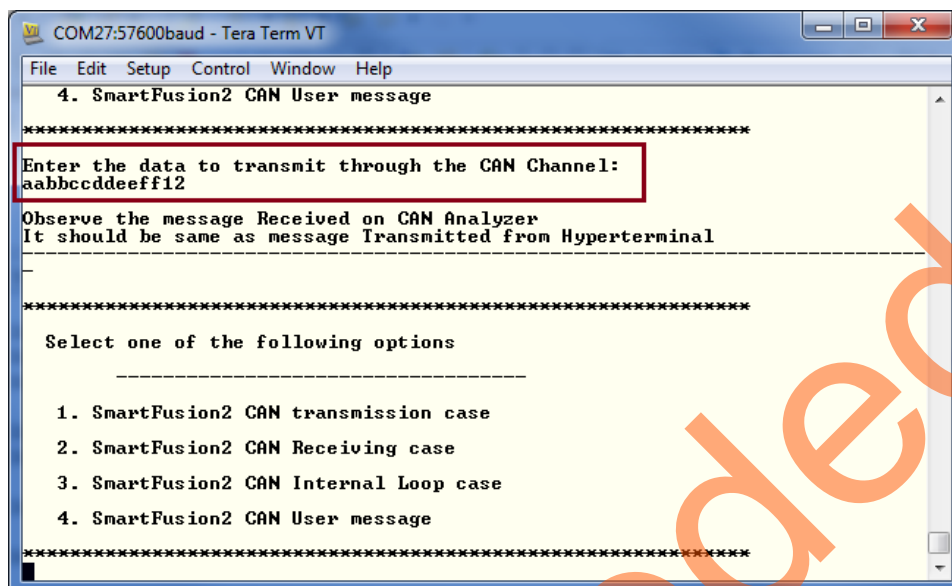 COM27:57600baud - Tera Term VT
File Edit Setup Control Window Help
4. SmartFusion2 CAN User message
**************************************************************
Enter the data to transmit through the CAN Channel:
aabbccddeeff12
Observe the message Received on CAN Analyzer
It should be same as message Transmitted from Hyperterminal
--------------------------------------------------------------------------------
**************************************************************
Select one of the following options
-----------------------------------
1. SmartFusion2 CAN transmission case
2. SmartFusion2 CAN Receiving case
3. SmartFusion2 CAN Internal Loop case
4. SmartFusion2 CAN User message
**************************************************************